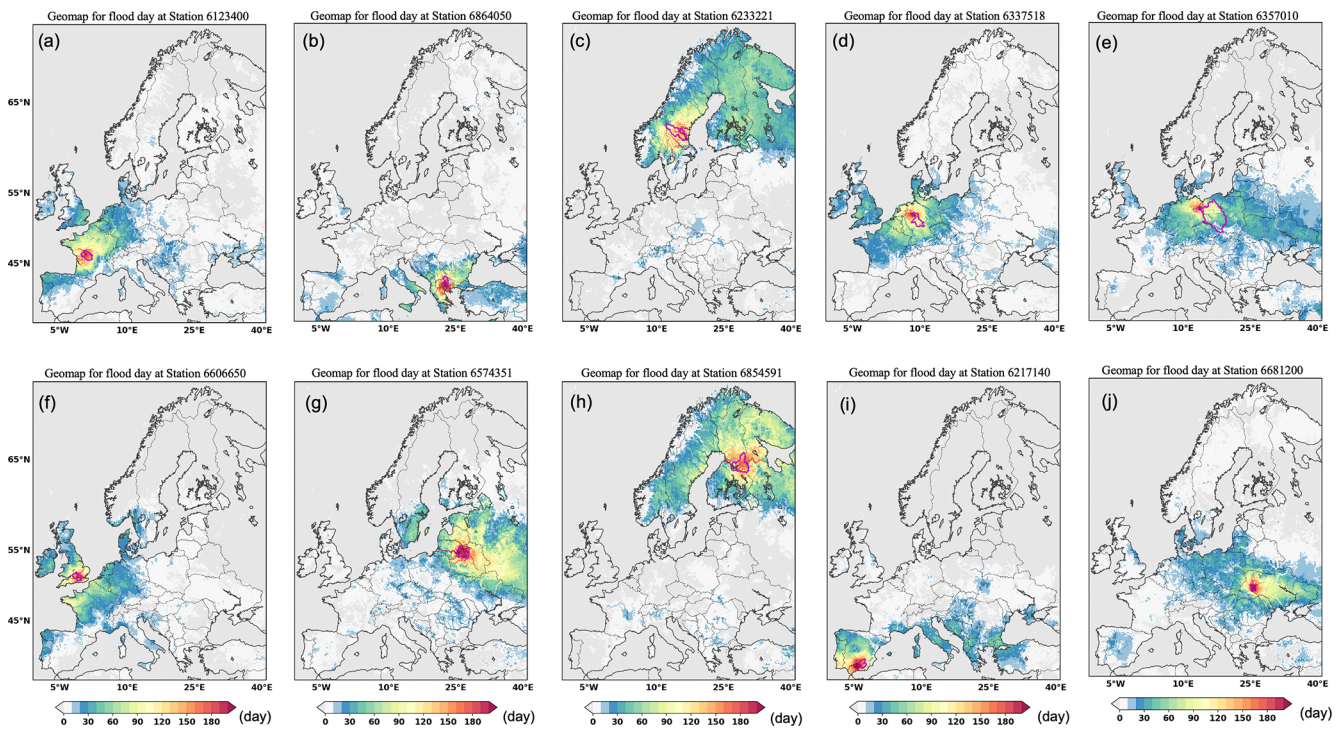 Geomap for flood day at Station 6123400
Geomap for flood day at Station 6864050
Geomap for flood day at Station 6233221
Geomap for flood day at Station 6337518
Geomap for flood day at Station 6357010
(a)
(b)
(c)
(d)
(e)
65°N
55°N
45°N
5°W 10°E 25°E 40°E
5°W 10°E 25°E 40°E
5°W 10°E 25°E 40°E
5°W 10°E 25°E 40°E
5°W 10°E 25°E 40°E
Geomap for flood day at Station 6606650
Geomap for flood day at Station 6574351
Geomap for flood day at Station 6854591
Geomap for flood day at Station 6217140
Geomap for flood day at Station 6681200
(f)
(g)
(h)
(i)
(j)
65°N
55°N
45°N
5°W 10°E 25°E 40°E
5°W 10°E 25°E 40°E
5°W 10°E 25°E 40°E
5°W 10°E 25°E 40°E
5°W 10°E 25°E 40°E
0 30 60 90 120 150 180 (day)
0 30 60 90 120 150 180 (day)
0 30 60 90 120 150 180 (day)
0 30 60 90 120 150 180 (day)
0 30 60 90 120 150 180 (day)